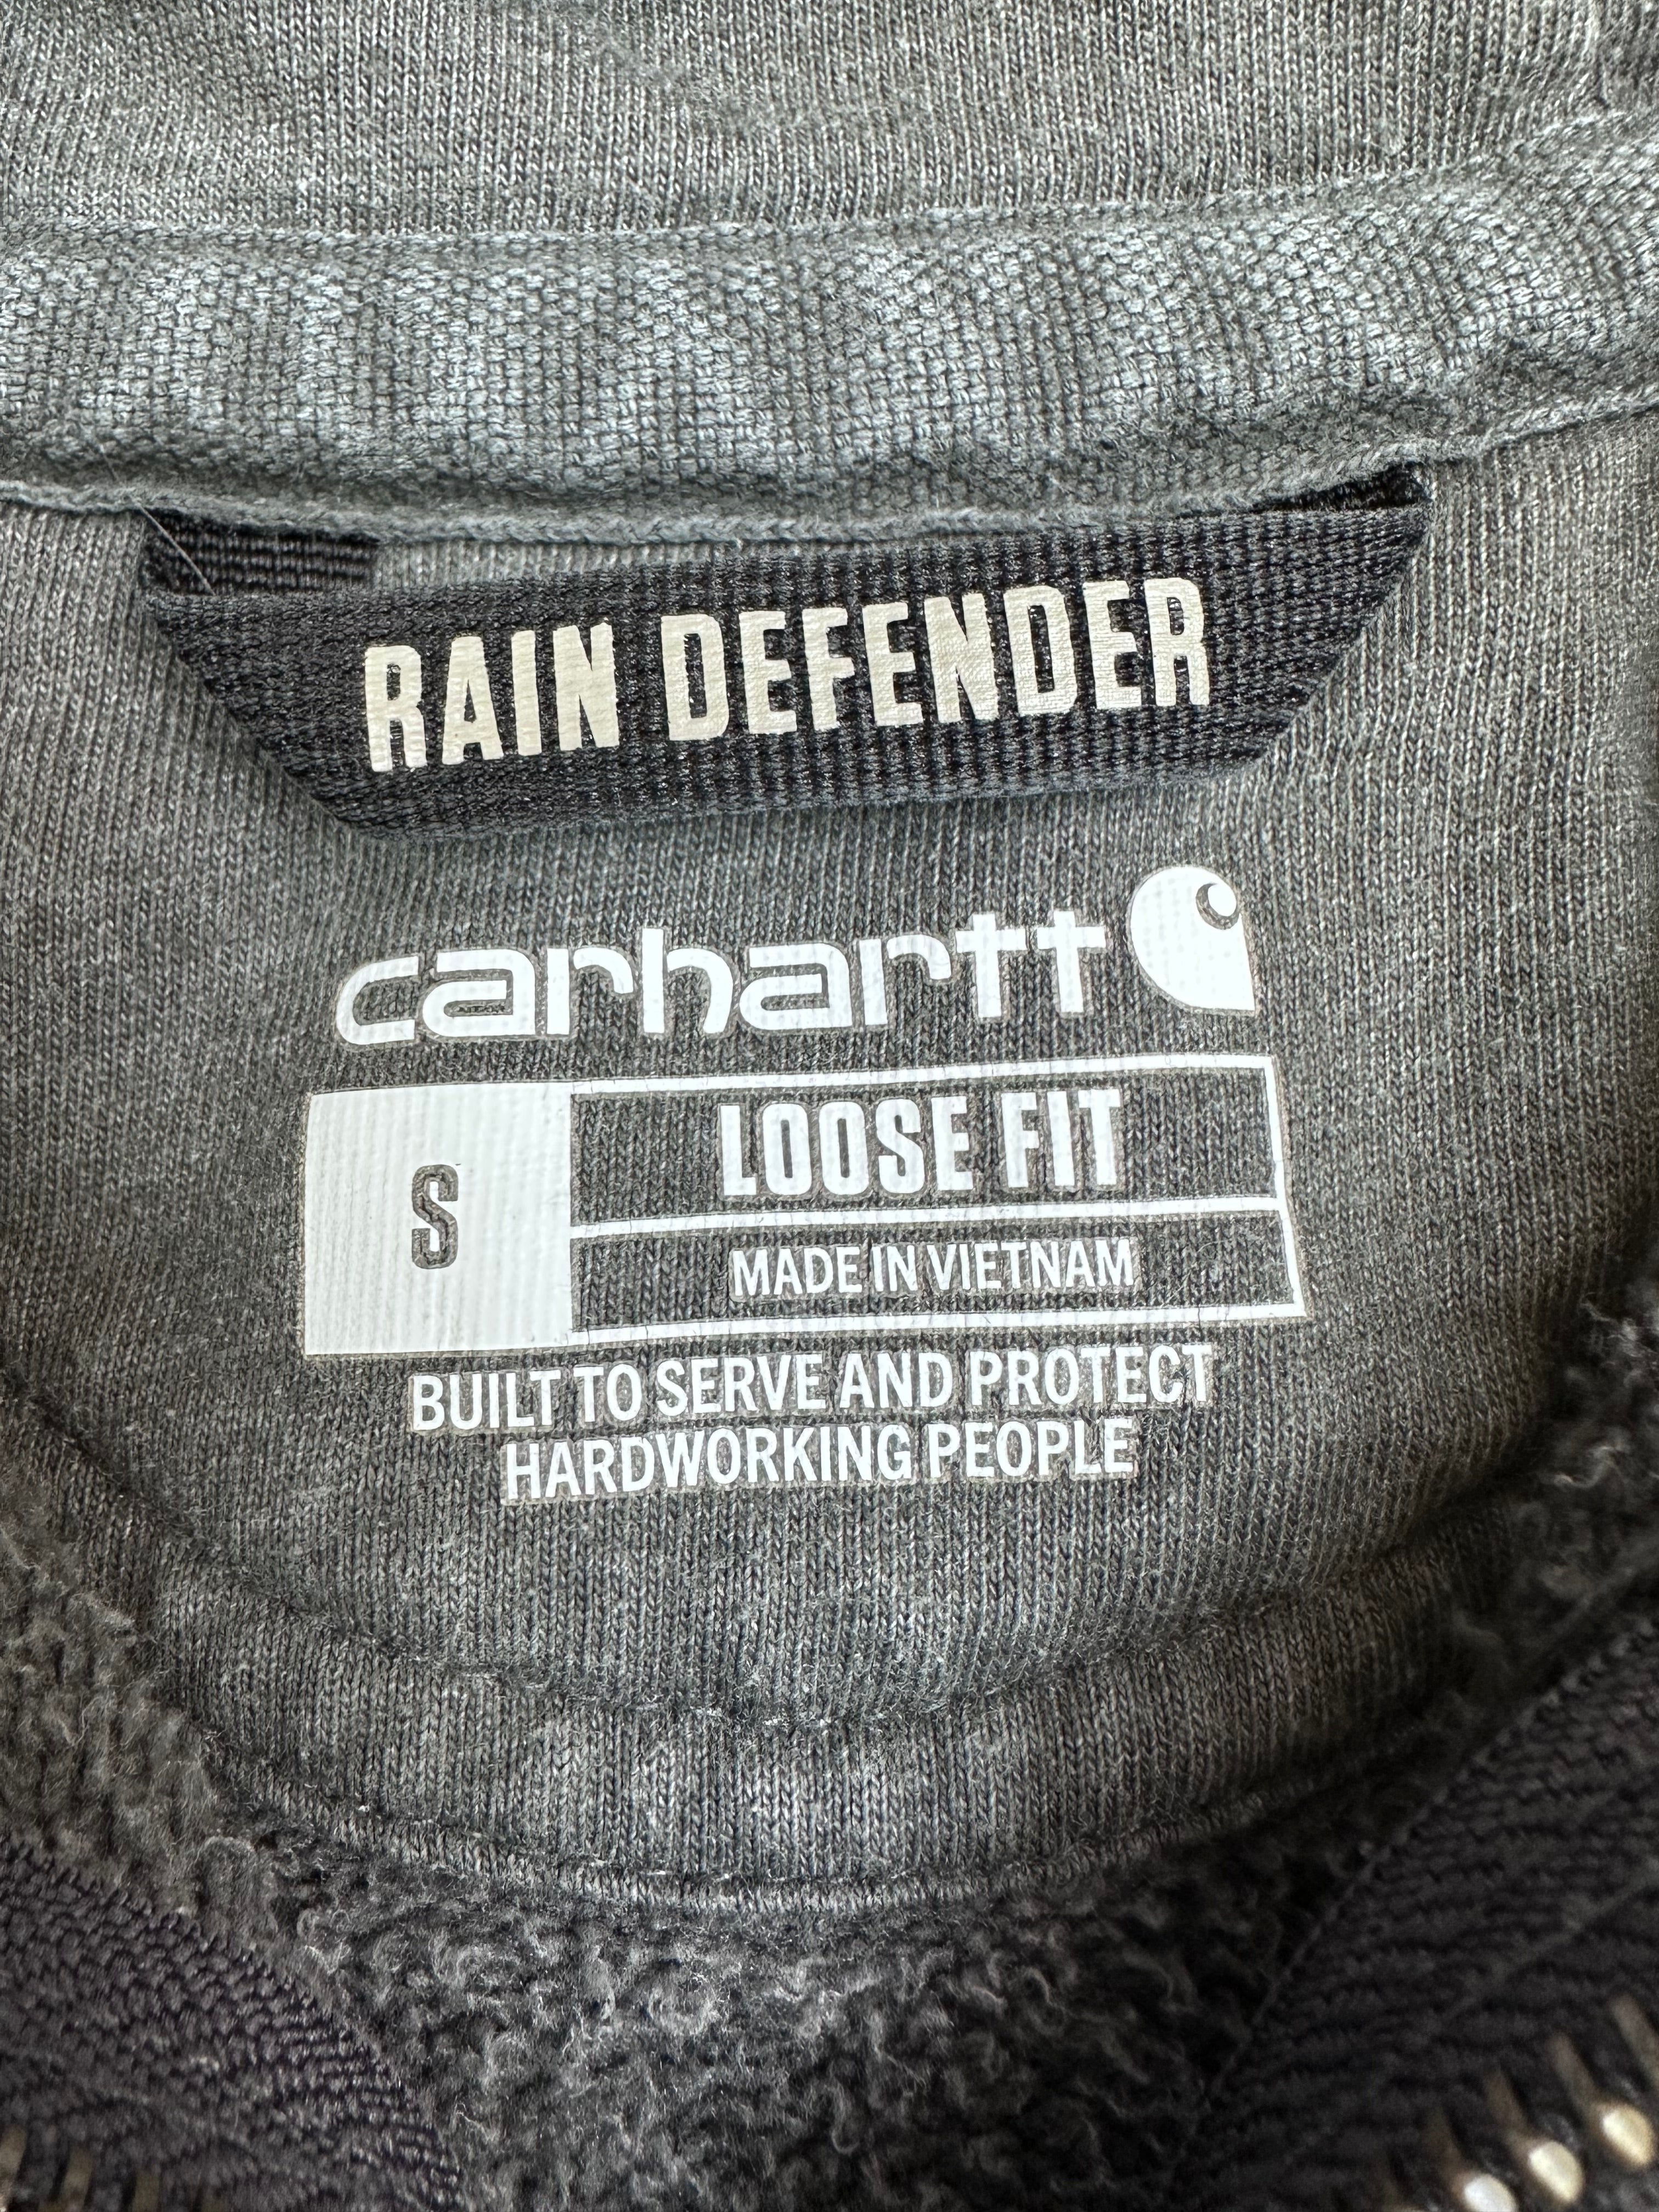 RAIN DEFENDER
carhartt
S
LOOSE FIT
MADE IN VIETNAM
BUILT TO SERVE AND PROTECT
HARDWORKING PEOPLE